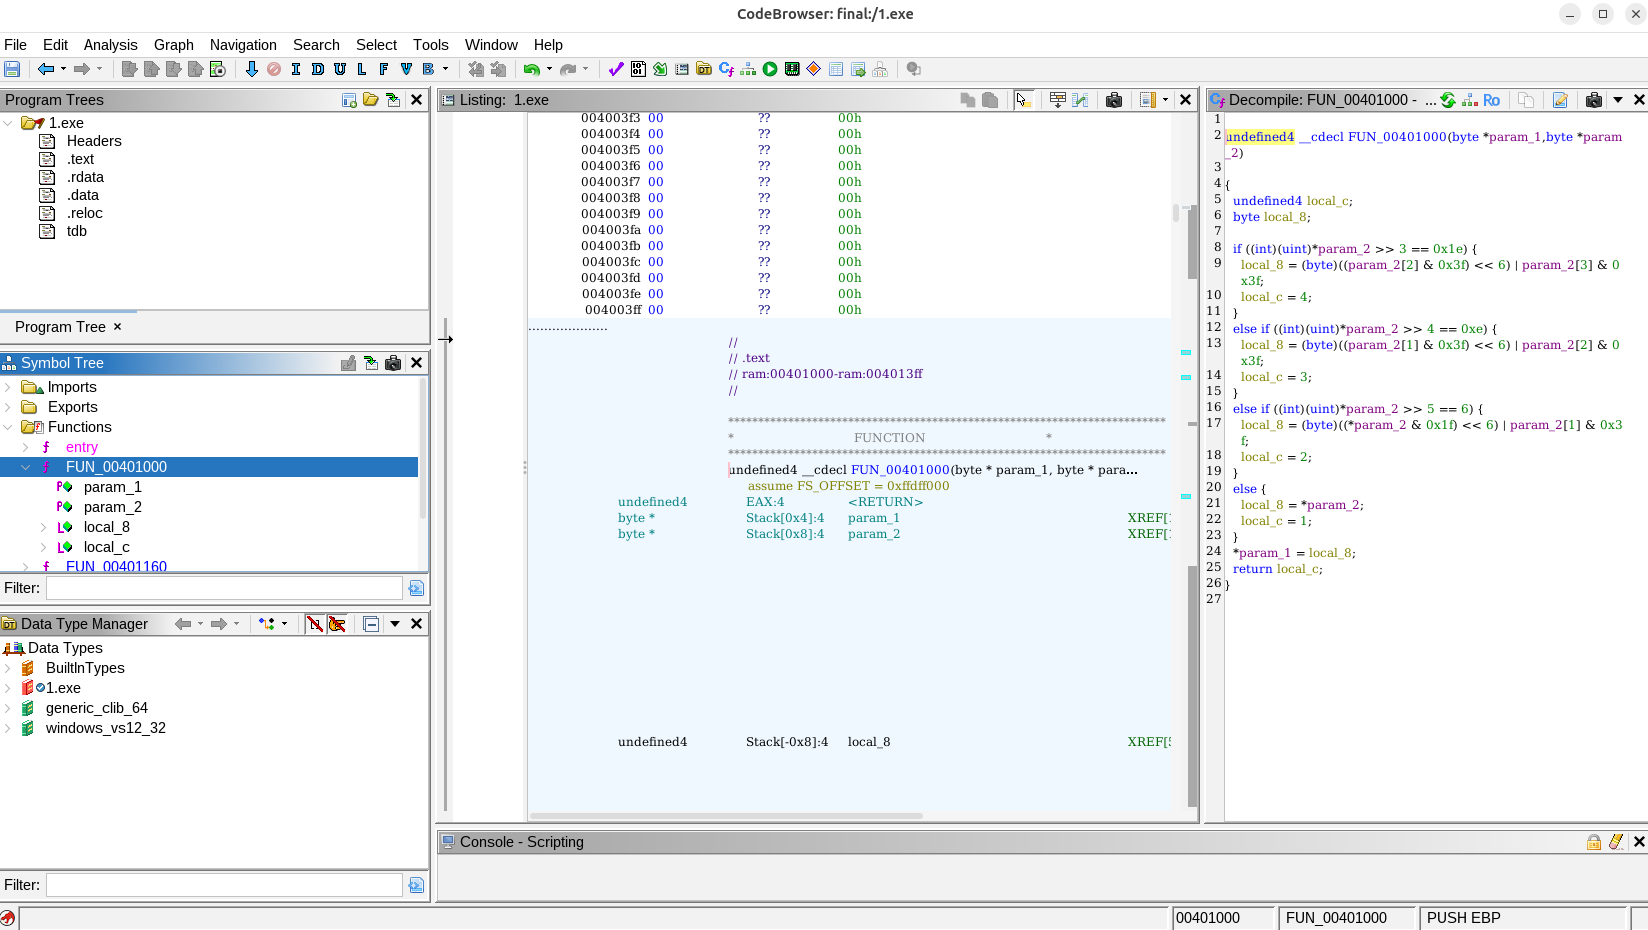 CodeBrowser: final:/1.exe
File Edit Analysis Graph Navigation Search Select Tools Window Help
I D U L F V B
Program Trees
1.exe
Headers
.text
.rdata
.data
.reloc
tdb
Program Tree ×
Symbol Tree
Imports
Exports
Functions
f entry
f FUN_00401000
param_1
param_2
local_8
local_c
f FUN_00401160
Filter:
Data Type Manager
Data Types
BuiltInTypes
1.exe
generic_clib_64
windows_vs12_32
Filter:
Listing: 1.exe
004003f3 00 ?? 00h
004003f4 00 ?? 00h
004003f5 00 ?? 00h
004003f6 00 ?? 00h
004003f7 00 ?? 00h
004003f8 00 ?? 00h
004003f9 00 ?? 00h
004003fa 00 ?? 00h
004003fb 00 ?? 00h
004003fc 00 ?? 00h
004003fd 00 ?? 00h
004003fe 00 ?? 00h
004003ff 00 ?? 00h
//
// .text
// ram:00401000-ram:004013ff
//
* FUNCTION *
undefined4 __cdecl FUN_00401000(byte * param_1, byte * para...
assume FS_OFFSET = 0xffdff000
undefined4 EAX:4 <RETURN>
byte * Stack[0x4]:4 param_1 XREF[1
byte * Stack[0x8]:4 param_2 XREF[1
undefined4 Stack[-0x8]:4 local_8 XREF[5
Decompile: FUN_00401000 - ...
Ro
1
2 undefined4 __cdecl FUN_00401000(byte *param_1,byte *param
_2)
3
4 {
5 undefined4 local_c;
6 byte local_8;
7
8 if ((int)(uint)*param_2 >> 3 == 0x1e) {
9 local_8 = (byte)((param_2[2] & 0x3f) << 6) | param_2[3] & 0
x3f;
10 local_c = 4;
11 }
12 else if ((int)(uint)*param_2 >> 4 == 0xe) {
13 local_8 = (byte)((param_2[1] & 0x3f) << 6) | param_2[2] & 0
x3f;
14 local_c = 3;
15 }
16 else if ((int)(uint)*param_2 >> 5 == 6) {
17 local_8 = (byte)((*param_2 & 0x1f) << 6) | param_2[1] & 0x3
f;
18 local_c = 2;
19 }
20 else {
21 local_8 = *param_2;
22 local_c = 1;
23 }
24 *param_1 = local_8;
25 return local_c;
26 }
27
Console - Scripting
00401000 FUN_00401000 PUSH EBP